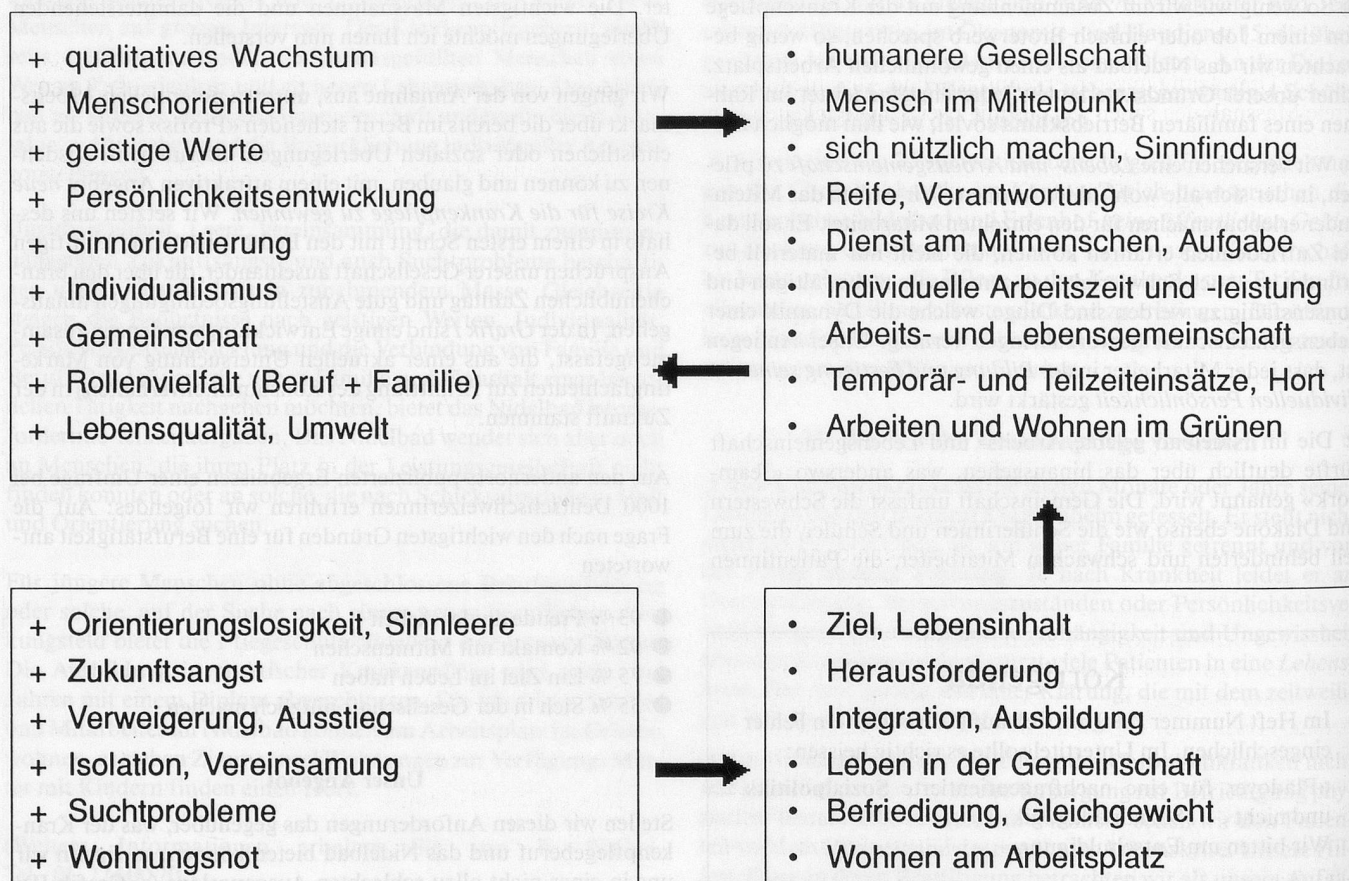 + qualitatives Wachstum
+ Menschorientiert
+ geistige Werte
+ Persönlichkeitsentwicklung
+ Sinnorientierung
+ Individualismus
+ Gemeinschaft
+ Rollenvielfalt (Beruf + Familie)
+ Lebensqualität, Umwelt
• humanere Gesellschaft
• Mensch im Mittelpunkt
• sich nützlich machen, Sinnfindung
• Reife, Verantwortung
• Dienst am Mitmenschen, Aufgabe
• individuelle Arbeitszeit und -leistung
• Arbeits- und Lebensgemeinschaft
• Temporär- und Teilzeiteinsätze, Hort
• Arbeiten und Wohnen im Grünen
+ Orientierungslosigkeit, Sinnleere
+ Zukunftsangst
+ Verweigerung, Ausstieg
+ Isolation, Vereinsamung
+ Suchtprobleme
+ Wohnungsnot
• Ziel, Lebensinhalt
• Herausforderung
• Integration, Ausbildung
• Leben in der Gemeinschaft
• Befriedigung, Gleichgewicht
• Wohnen am Arbeitsplatz